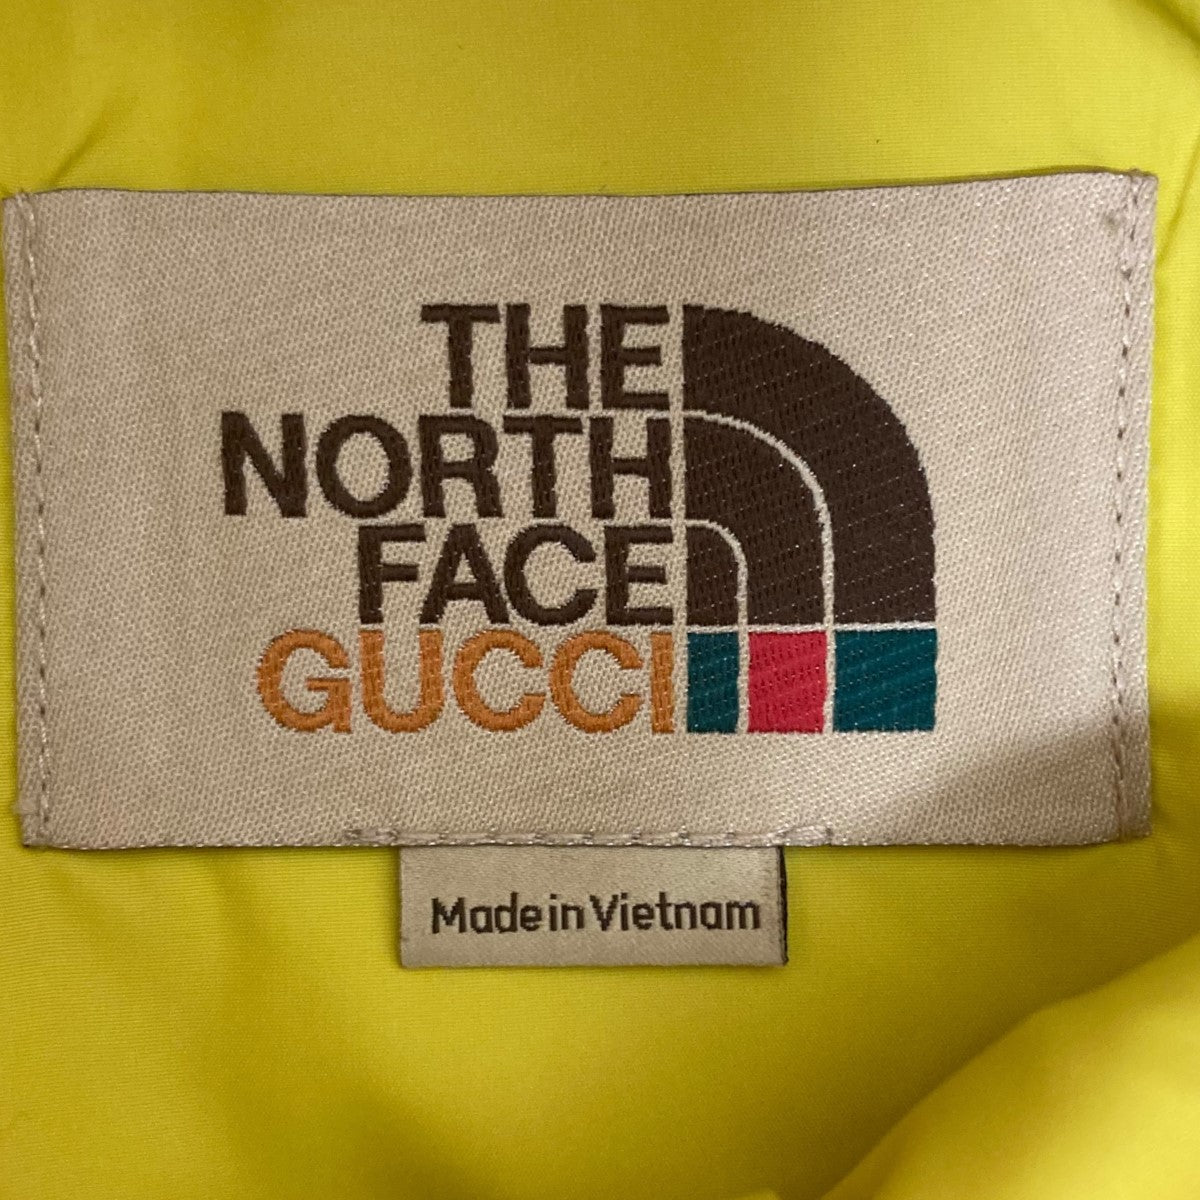 THE
NORTH
FACE
GUCCI
Made in Vietnam